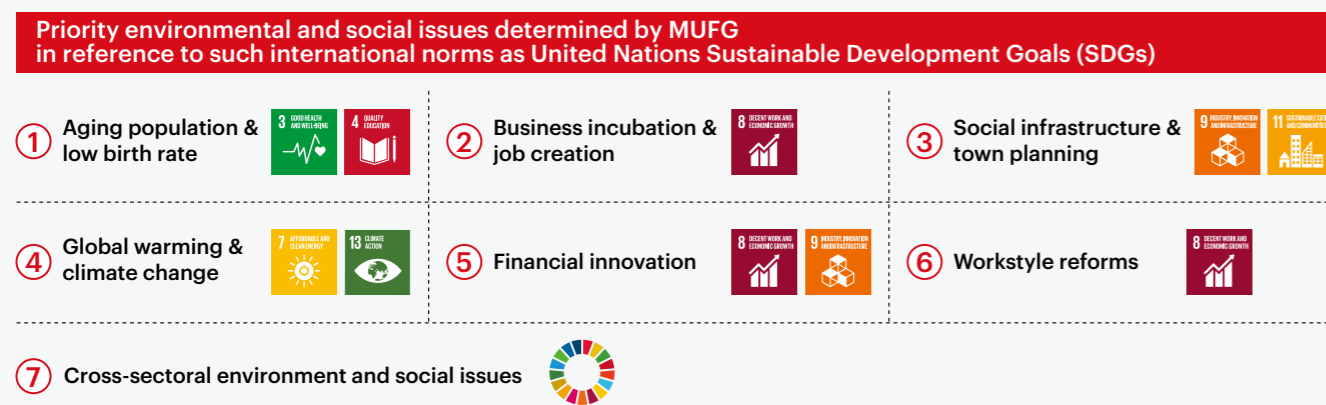 Priority environmental and social issues determined by MUFG
in reference to such international norms as United Nations Sustainable Development Goals (SDGs)
1
Aging population &
low birth rate
3 GOOD HEALTH
AND WELL-BEING
4 QUALITY
EDUCATION
2
Business incubation &
job creation
8 DECENT WORK AND
ECONOMIC GROWTH
3
Social infrastructure &
town planning
9 INDUSTRY, INNOVATION
AND INFRASTRUCTURE
11 SUSTAINABLE
AND COMMUNITIES
4
Global warming &
climate change
7 AFFORDABLE AND
CLEAN ENERGY
13 CLIMATE
ACTION
5
Financial innovation
8 DECENT WORK AND
ECONOMIC GROWTH
9 INDUSTRY, INNOVATION
AND INFRASTRUCTURE
6
Workstyle reforms
8 DECENT WORK AND
ECONOMIC GROWTH
7
Cross-sectoral environment and social issues